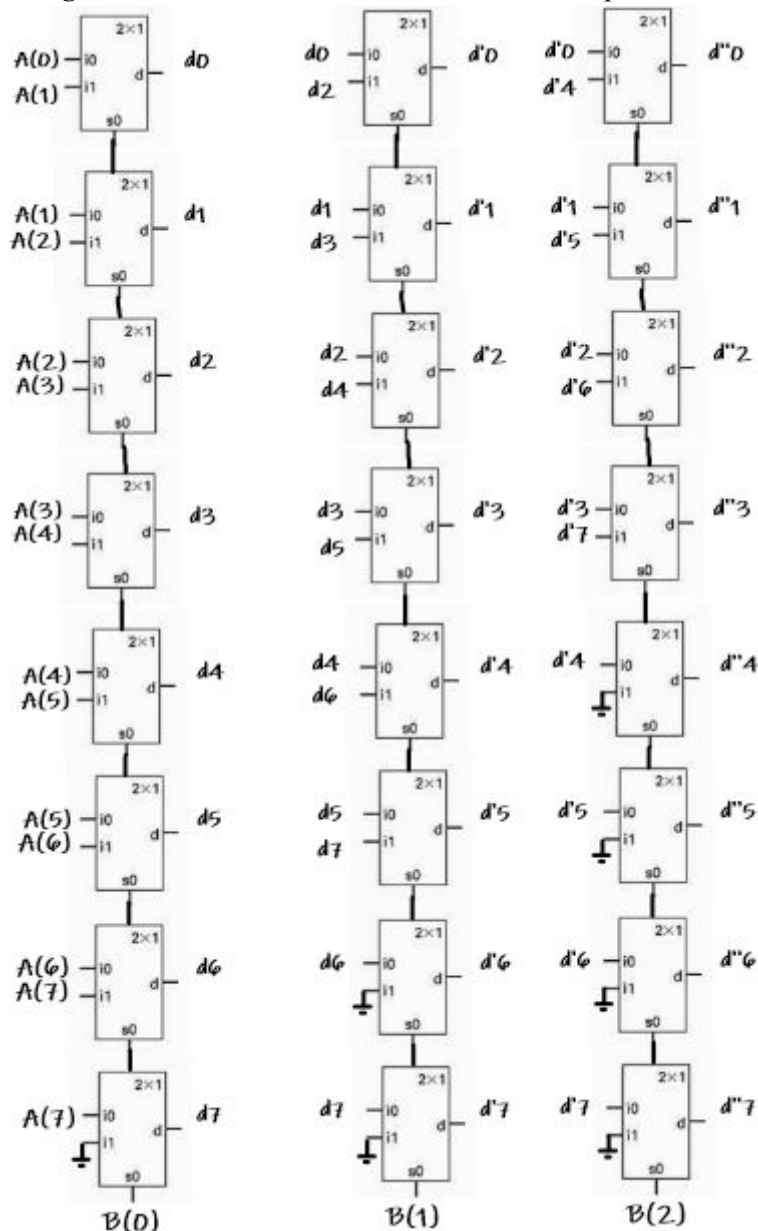 2×1
A(0) i0 d d0
A(1) i1
s0
2×1
A(1) i0 d d1
A(2) i1
s0
2×1
A(2) i0 d d2
A(3) i1
s0
2×1
A(3) i0 d d3
A(4) i1
s0
2×1
A(4) i0 d d4
A(5) i1
s0
2×1
A(5) i0 d d5
A(6) i1
s0
2×1
A(6) i0 d d6
A(7) i1
s0
2×1
A(7) i0 d d7
i1
s0
B(0)
2×1
d0 i0 d d'0
d2 i1
s0
2×1
d1 i0 d d'1
d3 i1
s0
2×1
d2 i0 d d'2
d4 i1
s0
2×1
d3 i0 d d'3
d5 i1
s0
2×1
d4 i0 d d'4
d6 i1
s0
2×1
d5 i0 d d'5
d7 i1
s0
2×1
d6 i0 d d'6
i1
s0
2×1
d7 i0 d d'7
i1
s0
B(1)
2×1
d'0 i0 d d''0
d'4 i1
s0
2×1
d'1 i0 d d''1
d'5 i1
s0
2×1
d'2 i0 d d''2
d'6 i1
s0
2×1
d'3 i0 d d''3
d'7 i1
s0
2×1
d'4 i0 d d''4
i1
s0
2×1
d'5 i0 d d''5
i1
s0
2×1
d'6 i0 d d''6
i1
s0
2×1
d'7 i0 d d''7
i1
s0
B(2)